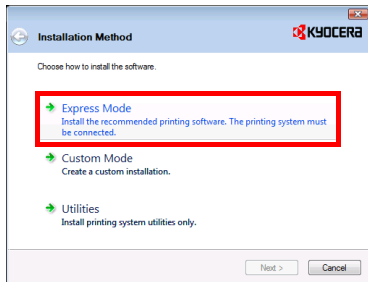 Installation Method
KYOCERA
Choose how to install the software.
Express Mode
Install the recommended printing software. The printing system must
be connected.
Custom Mode
Create a custom installation.
Utilities
Install printing system utilities only.
Next >
Cancel